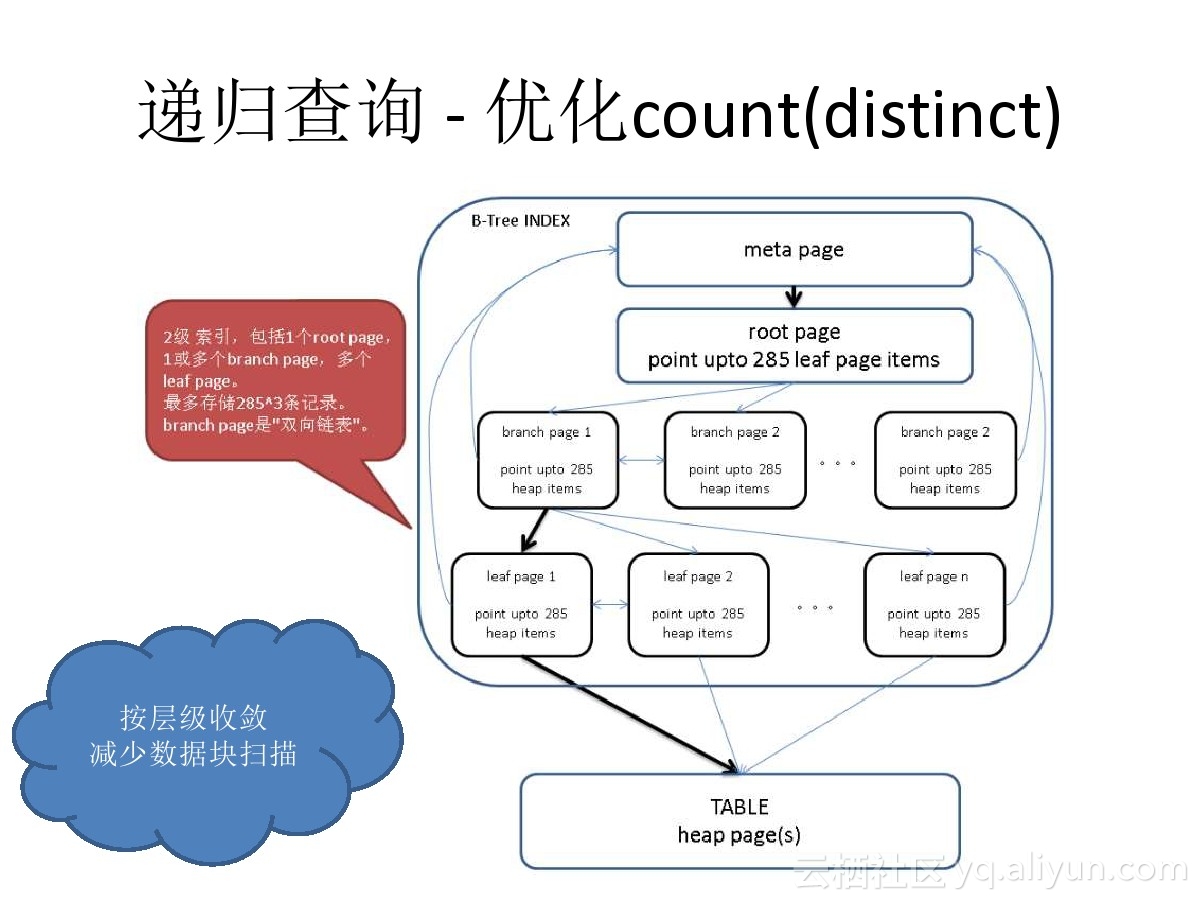 递归查询 - 优化count(distinct)
B-Tree INDEX
meta page
root page
point upto 285 leaf page items
2级 索引，包括1个root page，
1或多个branch page，多个
leaf page。
最多存储285^3条记录。
branch page是"双向链表"。
branch page 1
point upto 285
heap items
branch page 2
point upto 285
heap items
。。。
branch page 2
point upto 285
heap items
leaf page 1
point upto 285
heap items
leaf page 2
point upto 285
heap items
。。。
leaf page n
point upto 285
heap items
按层级收敛
减少数据块扫描
TABLE
heap page(s)
云栖社区 yq.aliyun.com